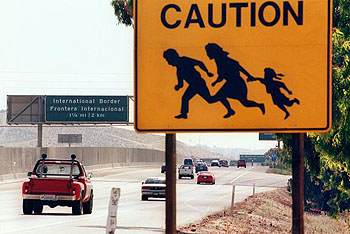 CAUTION
International Border
Frontera Internacional
1¼ mi | 2 km